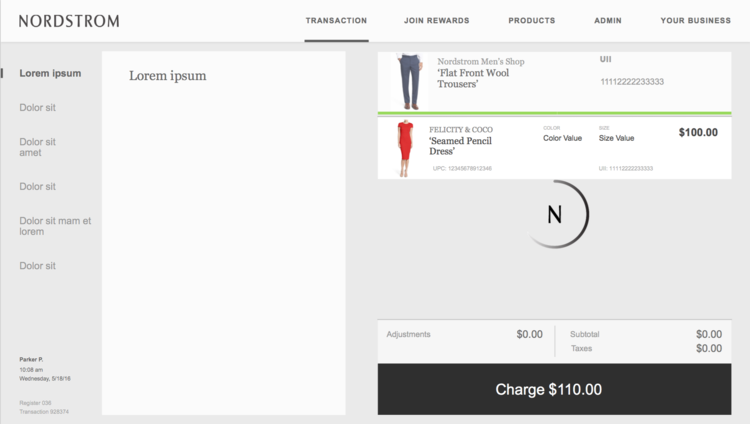 NORDSTROM
TRANSACTION
JOIN REWARDS
PRODUCTS
ADMIN
YOUR BUSINESS
Lorem ipsum
Dolor sit
Dolor sit
amet
Dolor sit
Dolor sit mam et
lorem
Dolor sit
Parker P.
10:08 am
Wednesday, 5/18/16
Register 036
Transaction 928374
Lorem ipsum
Nordstrom Men's Shop
'Flat Front Wool
Trousers'
UII
11112222233333
FELICITY & COCO
'Seamed Pencil
Dress'
UPC: 12345678912346
COLOR
Color Value
SIZE
Size Value
UII: 11112222233333
$100.00
N
Adjustments $0.00
Subtotal $0.00
Taxes $0.00
Charge $110.00